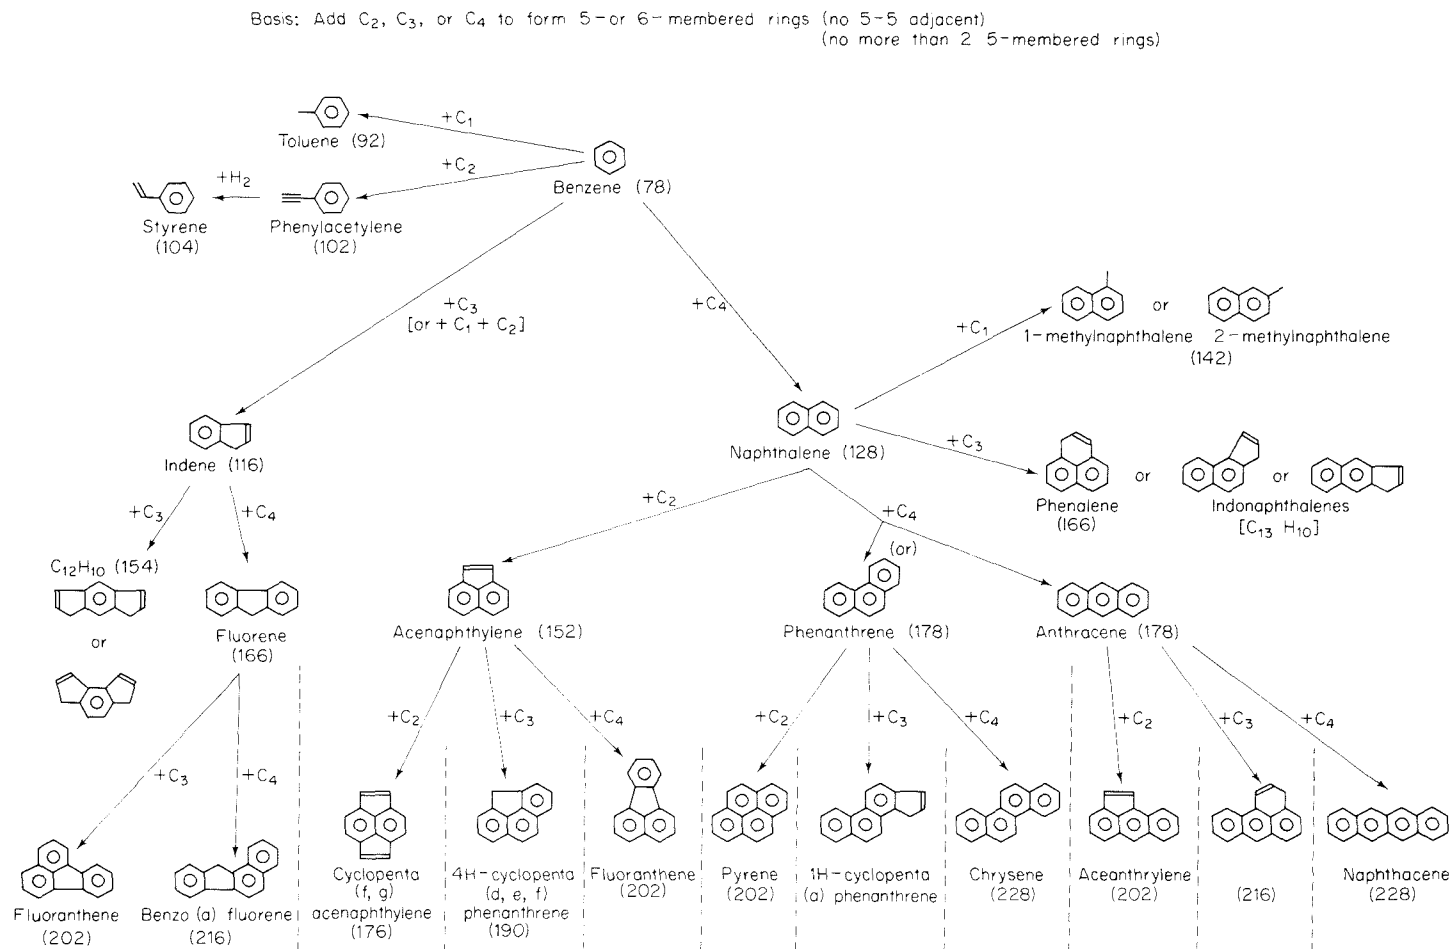 Basis: Add C₂, C₃, or C₄ to form 5-or 6-membered rings (no 5-5 adjacent)
(no more than 2 5-membered rings)
+C₁
Toluene (92)
+C₂
Benzene (78)
+H₂
Styrene
(104)
Phenylacetylene
(102)
+C₃
[or + C₁ + C₂]
+C₄
+C₁
or
1-methylnaphthalene 2-methylnaphthalene
(142)
Indene (116)
Naphthalene (128)
+C₃
or
or
Phenalene
(166)
Indonaphthalenes
[C₁₃ H₁₀]
+C₃
+C₄
+C₂
+C₄
(or)
C₁₂H₁₀ (154)
or
Fluorene
(166)
Acenaphthylene (152)
Phenanthrene (178)
Anthracene (178)
+C₃
+C₄
+C₂
+C₃
+C₄
+C₂
+C₃
+C₄
+C₂
+C₃
+C₄
Fluoranthene
(202)
Benzo (a) fluorene
(216)
Cyclopenta
(f, g)
acenaphthylene
(176)
4H-cyclopenta
(d, e, f)
phenanthrene
(190)
Fluoranthene
(202)
Pyrene
(202)
1H-cyclopenta
(a) phenanthrene
Chrysene
(228)
Aceanthrylene
(202)
(216)
Naphthacene
(228)